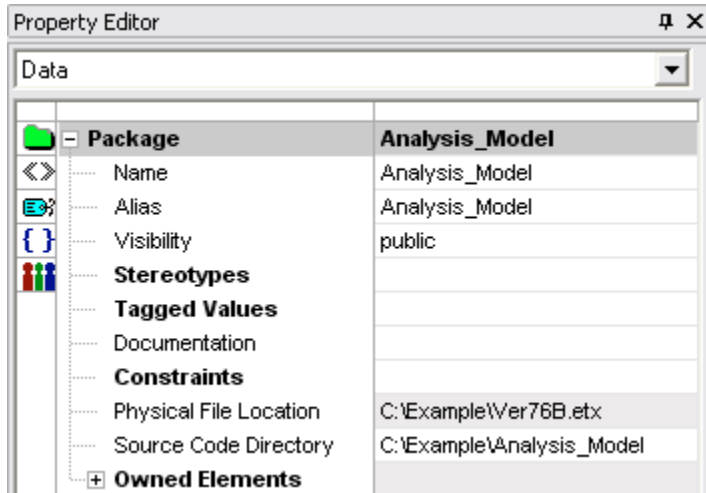 Property Editor
Data
Package Analysis_Model
Name Analysis_Model
Alias Analysis_Model
Visibility public
Stereotypes
Tagged Values
Documentation
Constraints
Physical File Location C:\Example\Ver76B.etx
Source Code Directory C:\Example\Analysis_Model
Owned Elements